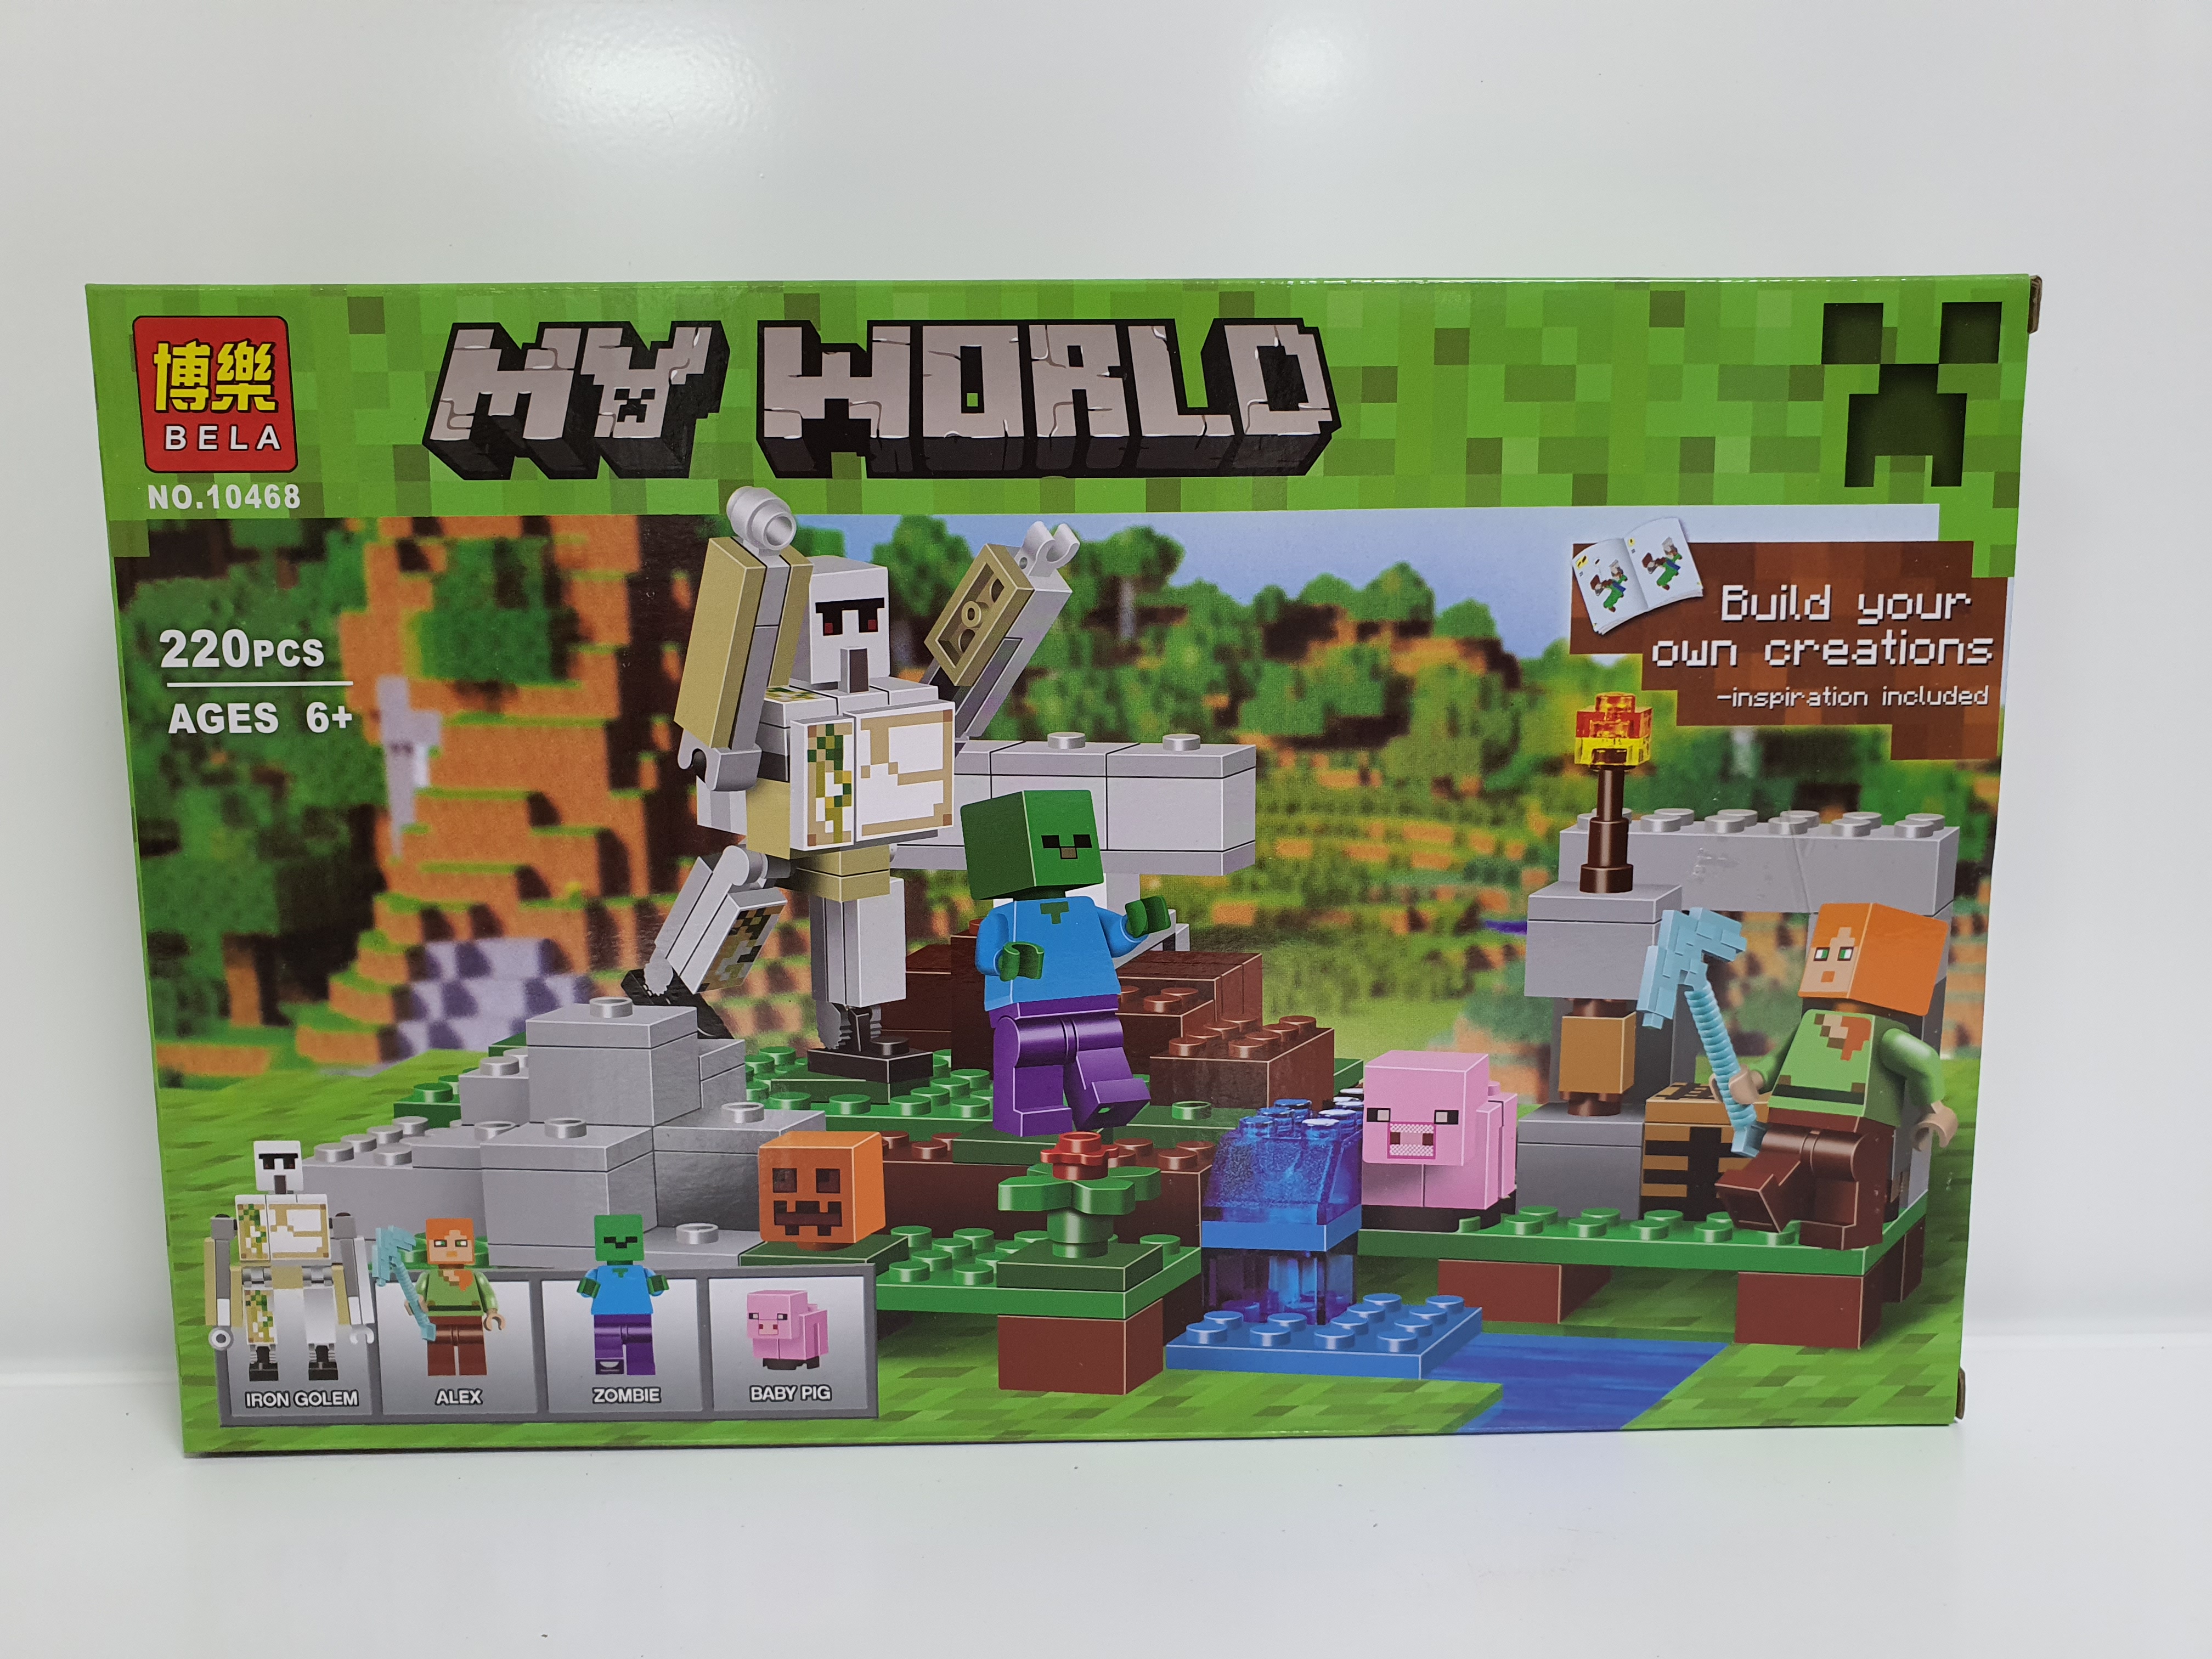 博樂
BELA
NO.10468
MY WORLD
220PCS
AGES 6+
Build your
own creations
-inspiration included
IRON GOLEM
ALEX
ZOMBIE
BABY PIG